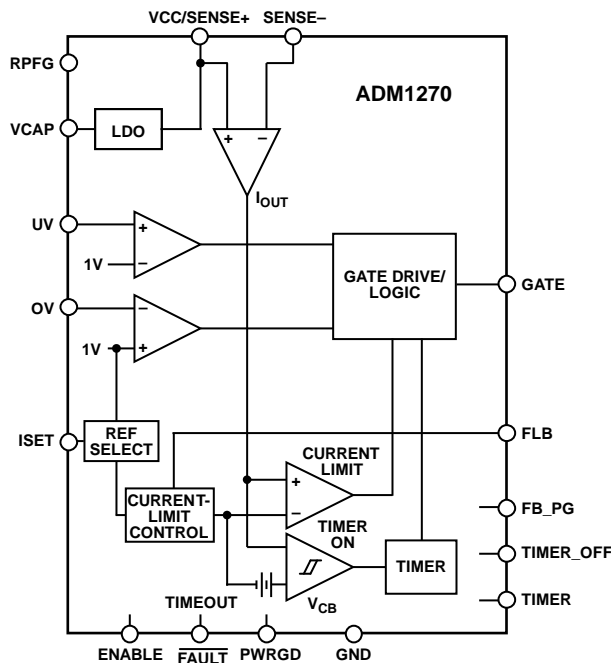 VCC/SENSE+ SENSE–
RPFG
ADM1270
VCAP
LDO
+ –
IOUT
UV
+
1V
–
GATE DRIVE/
LOGIC
GATE
OV
–
1V
+
ISET
REF
SELECT
FLB
CURRENT
LIMIT
+
–
CURRENT-
LIMIT
CONTROL
FB_PG
TIMER
ON
TIMER
TIMER_OFF
VCB
TIMEOUT
TIMER
ENABLE FAULT PWRGD GND